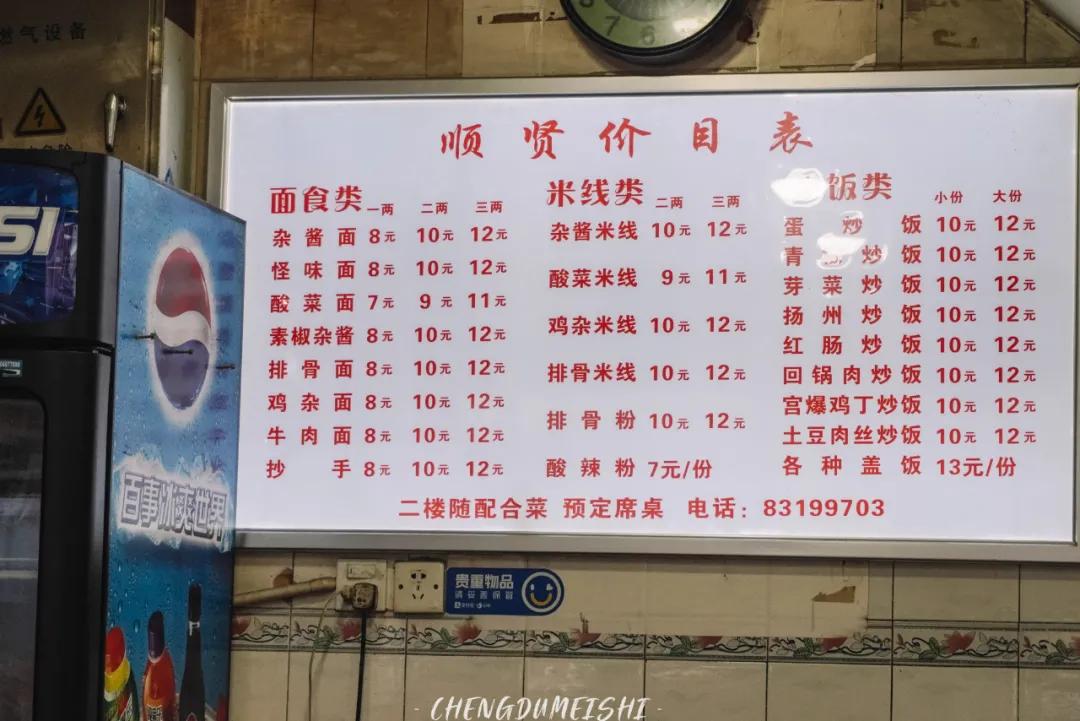 燃气设备
SI
顺贤价目表
面食类 一两 二两 三两
杂酱面 8元 10元 12元
怪味面 8元 10元 12元
酸菜面 7元 9元 11元
素椒杂酱 8元 10元 12元
排骨面 8元 10元 12元
鸡杂面 8元 10元 12元
牛肉面 8元 10元 12元
抄手 8元 10元 12元
米线类 二两 三两
杂酱米线 10元 12元
酸菜米线 9元 11元
鸡杂米线 10元 12元
排骨米线 10元 12元
排骨粉 10元 12元
酸辣粉 7元/份
饭类 小份 大份
蛋炒饭 10元 12元
青 炒饭 10元 12元
芽菜炒饭 10元 12元
扬州炒饭 10元 12元
红肠炒饭 10元 12元
回锅肉炒饭 10元 12元
宫爆鸡丁炒饭 10元 12元
土豆肉丝炒饭 10元 12元
各种盖饭 13元/份
二楼随配合菜 预定席桌 电话：83199703
百事冰爽世界
贵重物品
请妥善保管
- CHENGDUMEISHI -